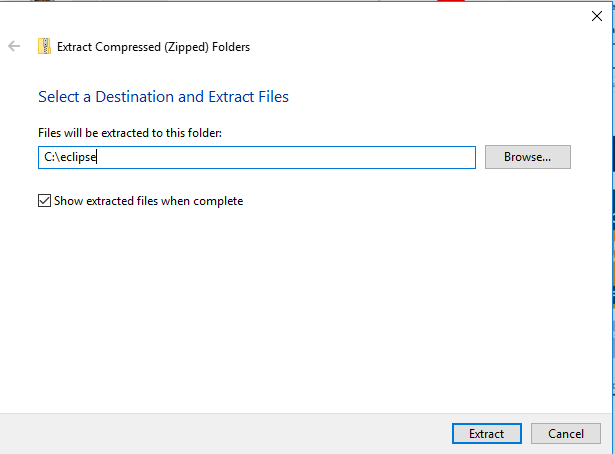 Extract Compressed (Zipped) Folders
Select a Destination and Extract Files
Files will be extracted to this folder:
C:\eclipse
Browse...
Show extracted files when complete
Extract
Cancel